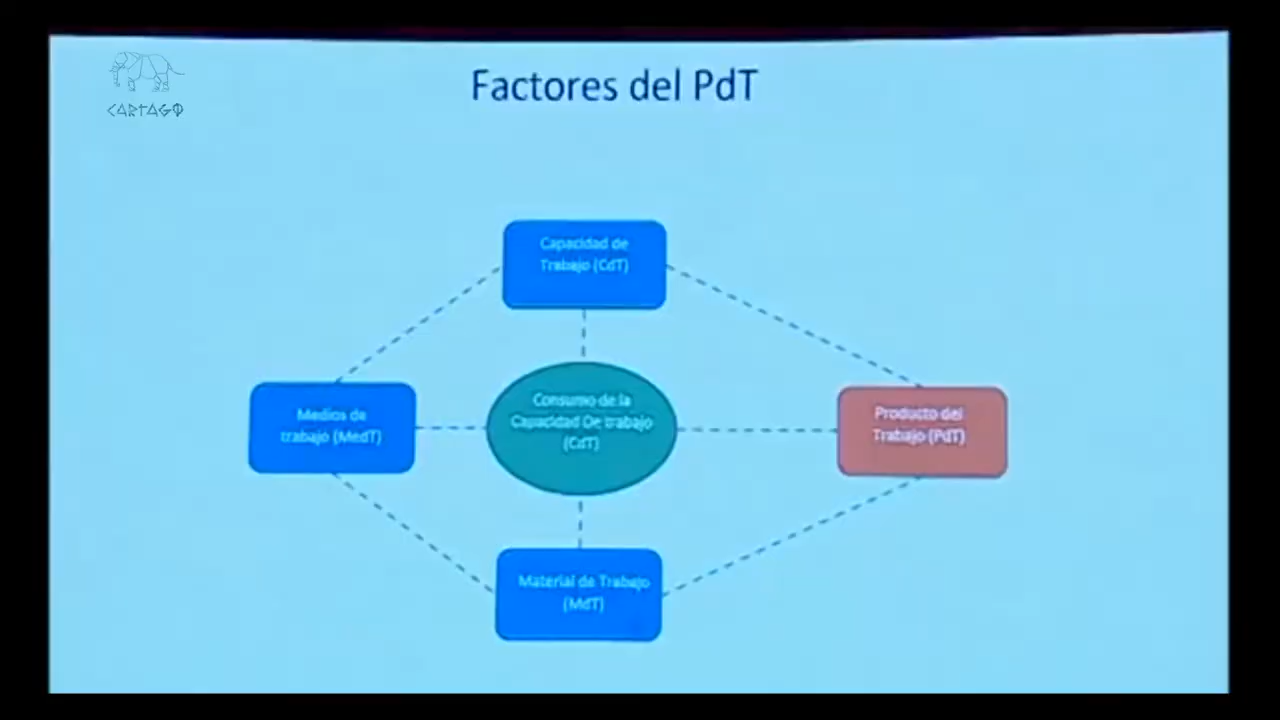 CARTAGO
Factores del PdT
Capacidad de
Trabajo (CdT)
Medios de
trabajo (MedT)
Consumo de la
Capacidad De trabajo
(CdT)
Producto del
Trabajo (PdT)
Material de Trabajo
(MdT)